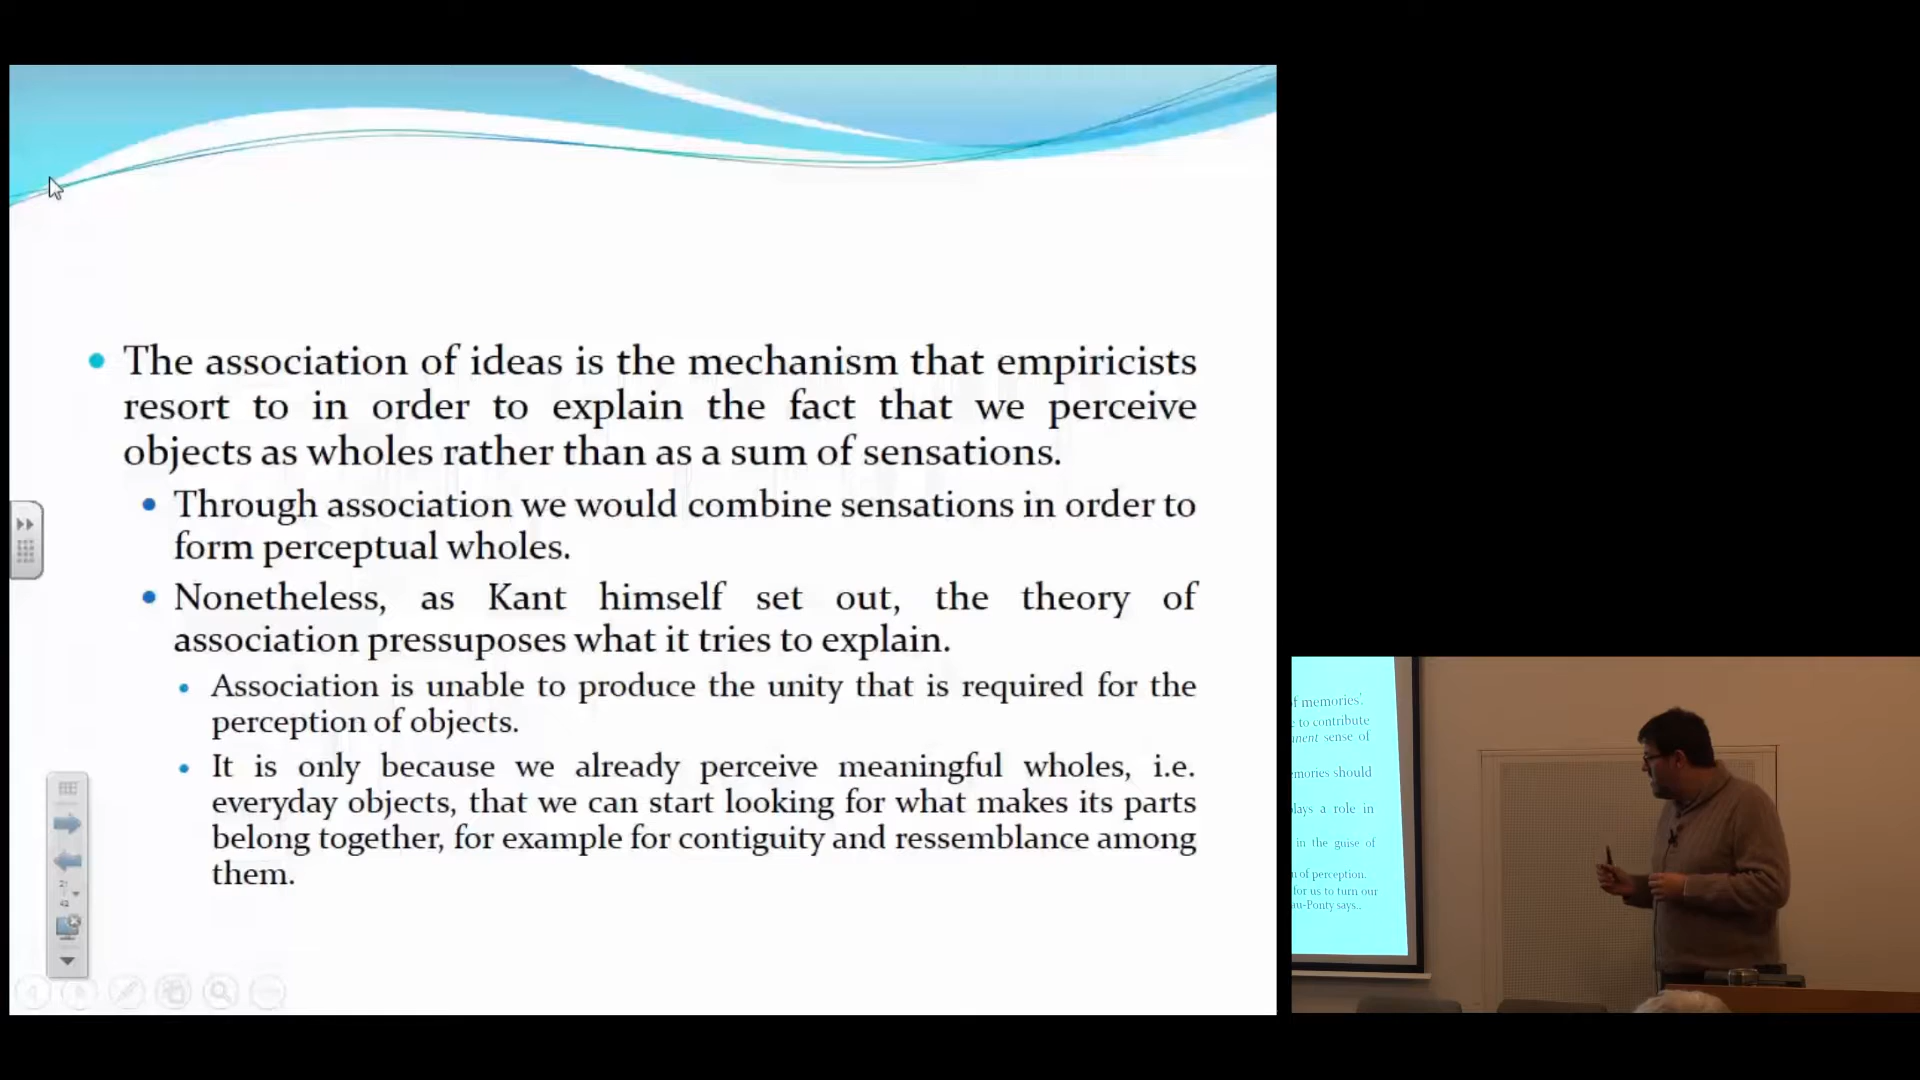 The association of ideas is the mechanism that empiricists
resort to in order to explain the fact that we perceive
objects as wholes rather than as a sum of sensations.
Through association we would combine sensations in order to
form perceptual wholes.
Nonetheless, as Kant himself set out, the theory of
association pressuposes what it tries to explain.
Association is unable to produce the unity that is required for the
perception of objects.
It is only because we already perceive meaningful wholes, i.e.
everyday objects, that we can start looking for what makes its parts
belong together, for example for contiguity and ressemblance among
them.
of memories'.
to contribute
sense of
should
plays a role in
in the guise of
of perception.
for us to turn our
says..